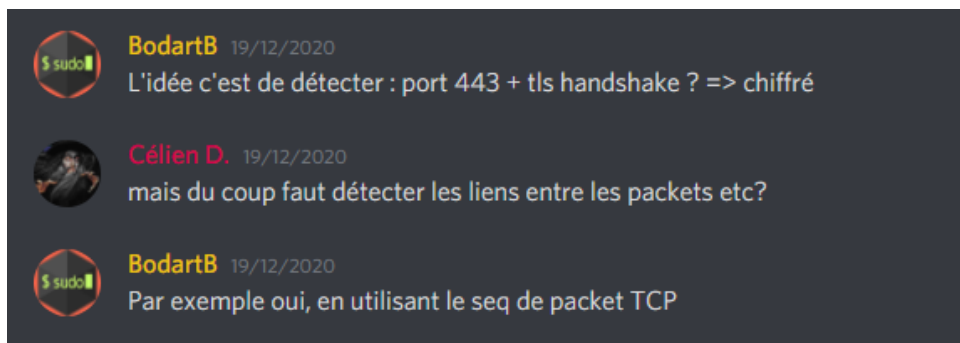 $ sudo
BodartB 19/12/2020
L'idée c'est de détecter : port 443 + tls handshake ? => chiffré
Célien D. 19/12/2020
mais du coup faut détecter les liens entre les packets etc?
$ sudo
BodartB 19/12/2020
Par exemple oui, en utilisant le seq de packet TCP